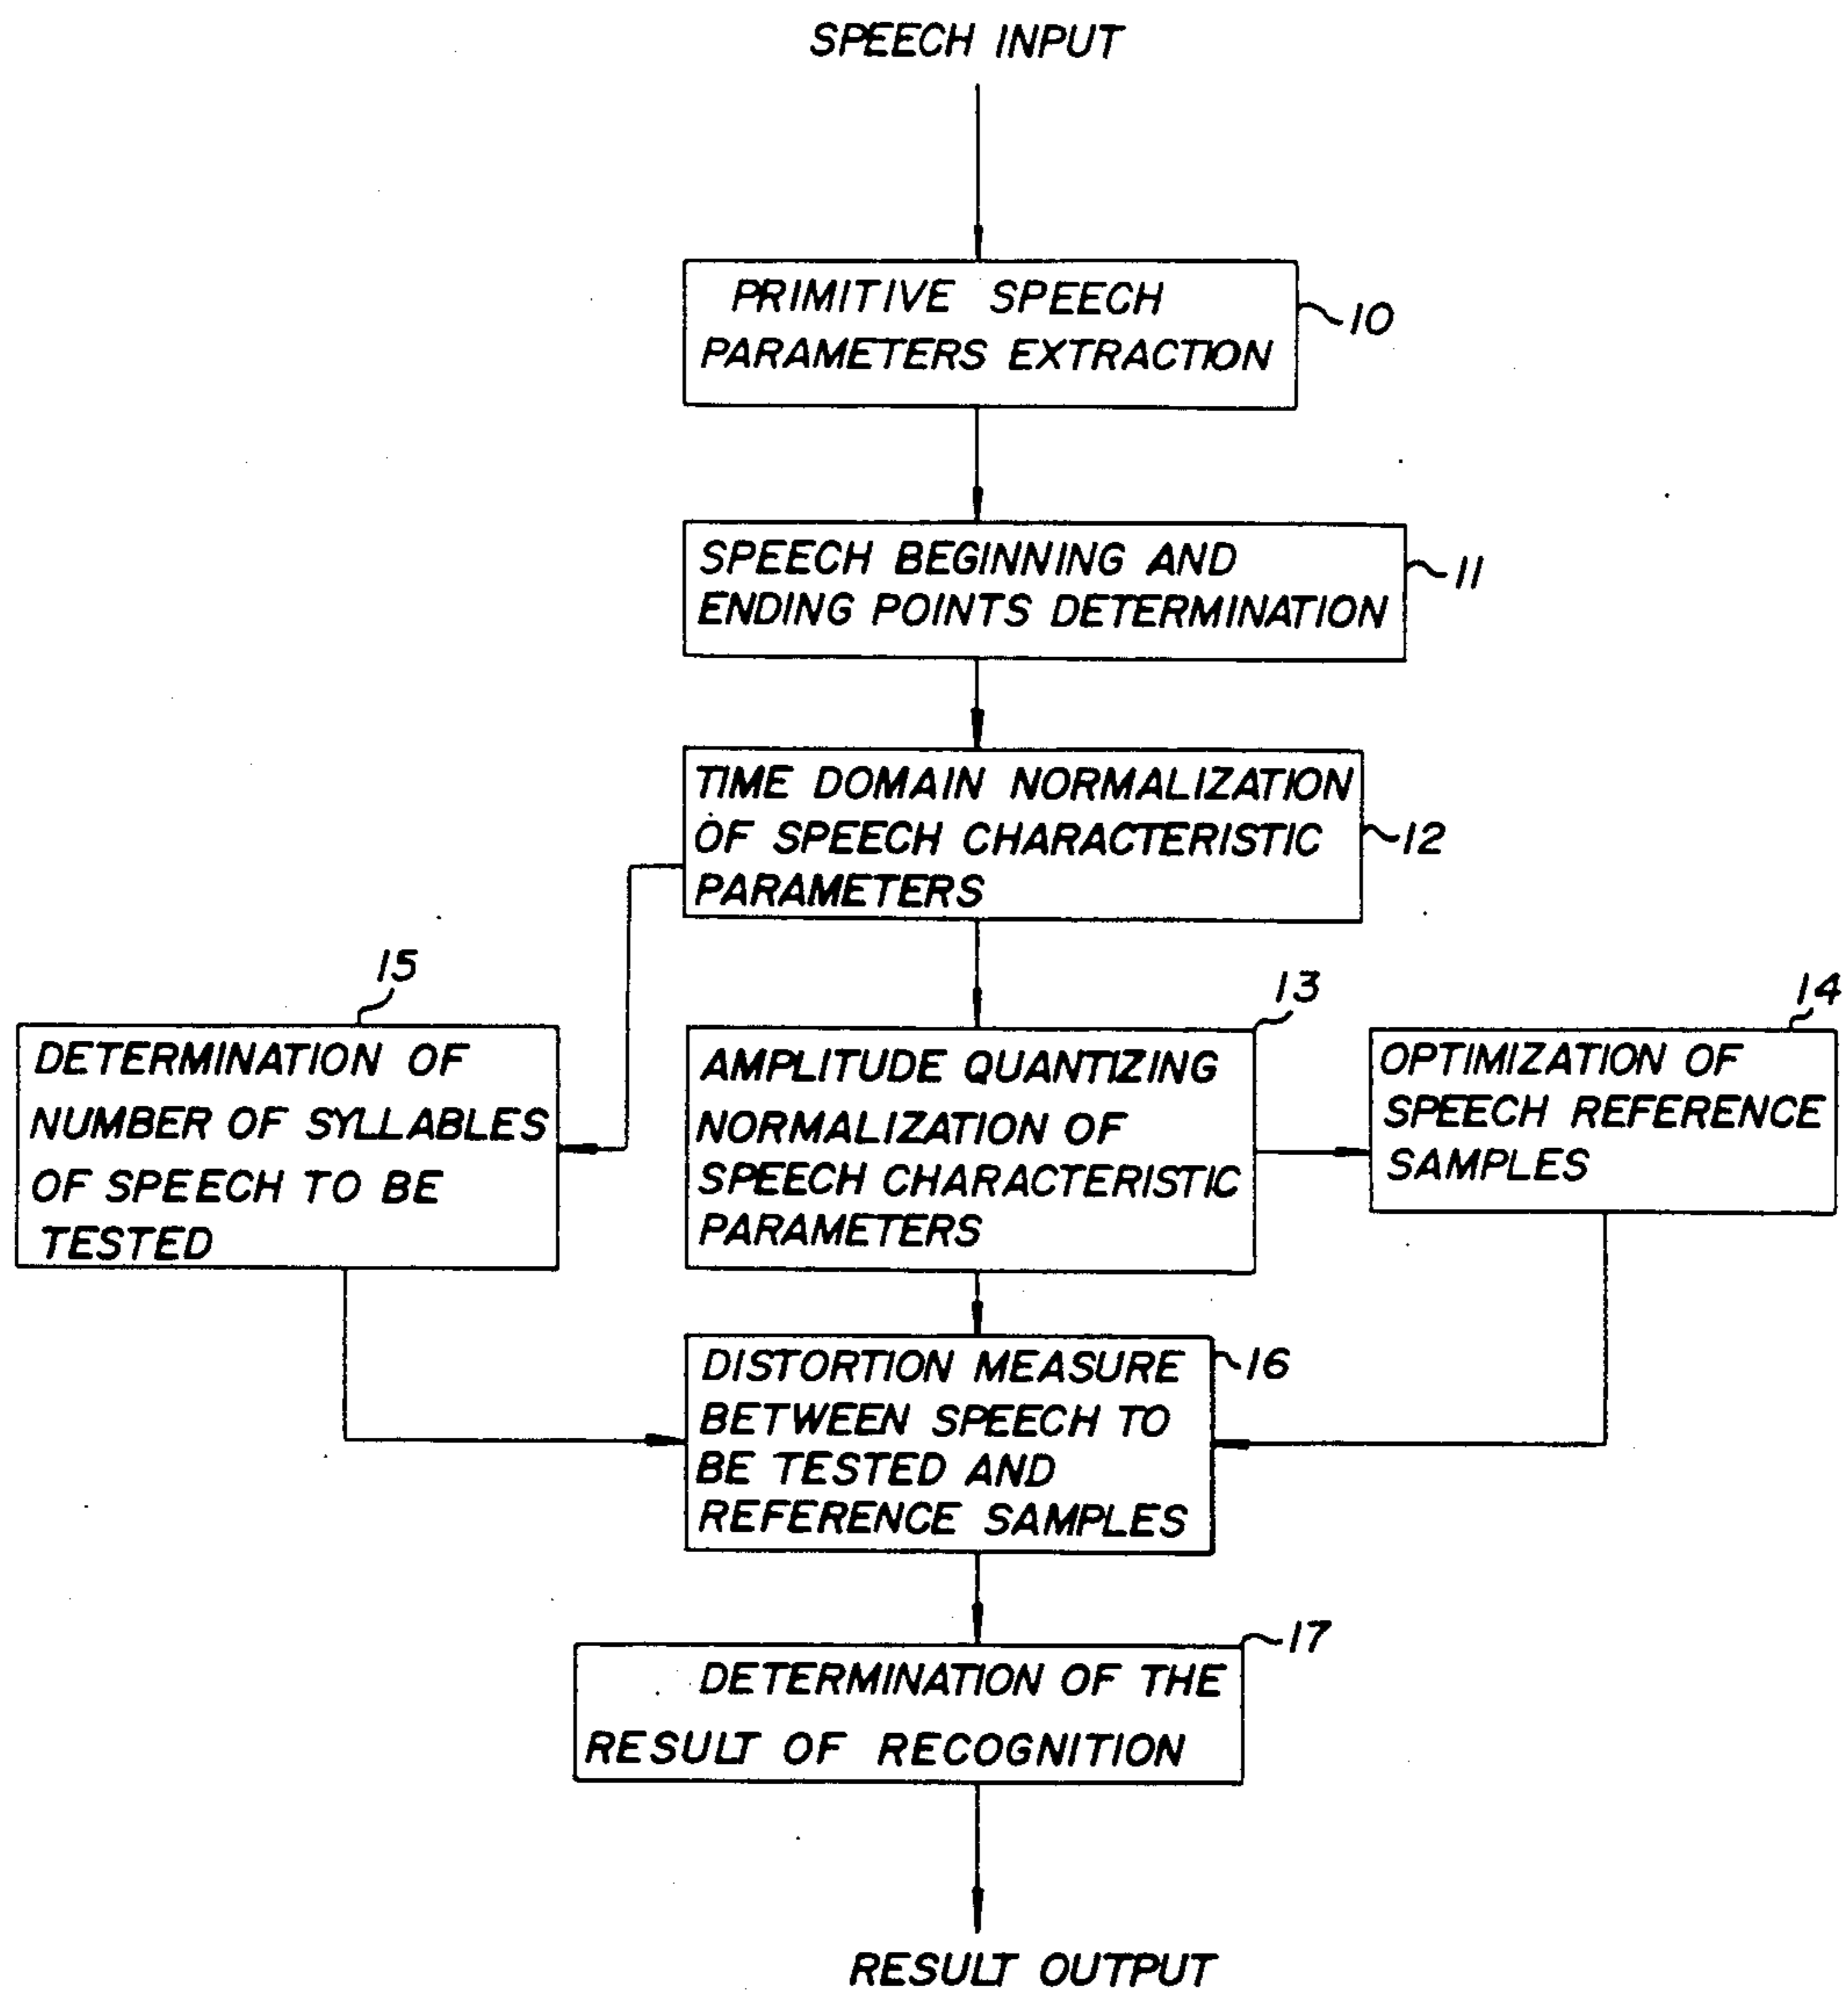 SPEECH INPUT
PRIMITIVE SPEECH
PARAMETERS EXTRACTION
10
SPEECH BEGINNING AND
ENDING POINTS DETERMINATION
11
TIME DOMAIN NORMALIZATION
OF SPEECH CHARACTERISTIC
PARAMETERS
12
15
DETERMINATION OF
NUMBER OF SYLLABLES
OF SPEECH TO BE
TESTED
13
AMPLITUDE QUANTIZING
NORMALIZATION OF
SPEECH CHARACTERISTIC
PARAMETERS
14
OPTIMIZATION OF
SPEECH REFERENCE
SAMPLES
DISTORTION MEASURE
BETWEEN SPEECH TO
BE TESTED AND
REFERENCE SAMPLES
16
17
DETERMINATION OF THE
RESULT OF RECOGNITION
RESULT OUTPUT